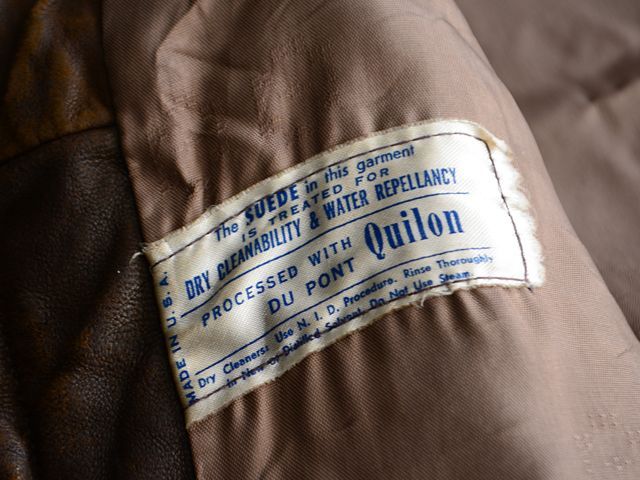 The SUEDE in this garment
IS TREATED FOR
DRY CLEANABILITY & WATER REPELLANCY
PROCESSED WITH Quilon
DU PONT
Dry Cleaners: Use N. I. D. Procedure. Rinse Thoroughly
In New or Distilled Solvent. Do Not Use Steam.
MADE IN U.S.A.